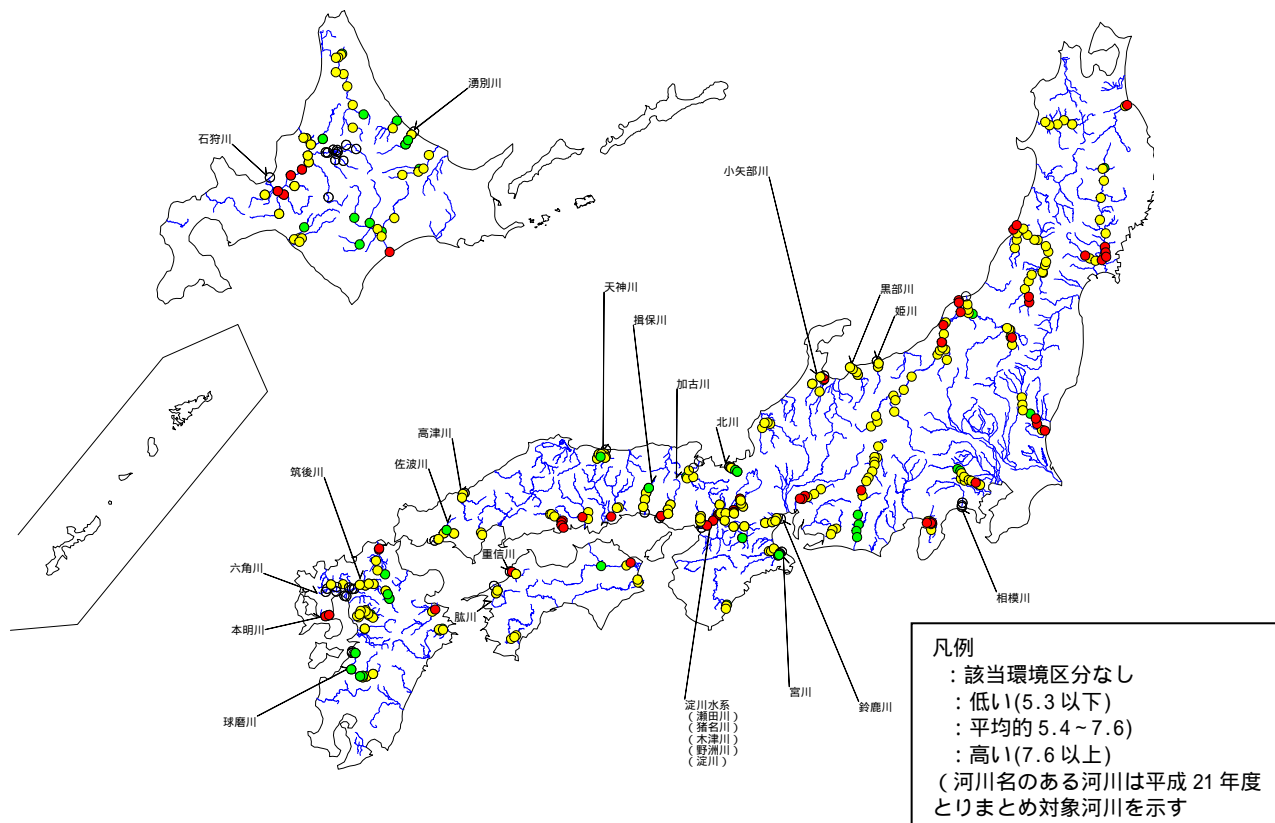 湧別川
石狩川
小矢部川
黒部川
姫川
天神川
揖保川
加古川
北川
高津川
佐波川
筑後川
重信川
六角川
本明川
肱川
球磨川
相模川
宮川
鈴鹿川
淀川水系
(瀬田川)
(猪名川)
(木津川)
(野洲川)
(淀川)
凡例
：該当環境区分なし
：低い(5.3以下)
：平均的 5.4~7.6)
：高い(7.6以上)
(河川名のある河川は平成 21 年度
とりまとめ対象河川を示す